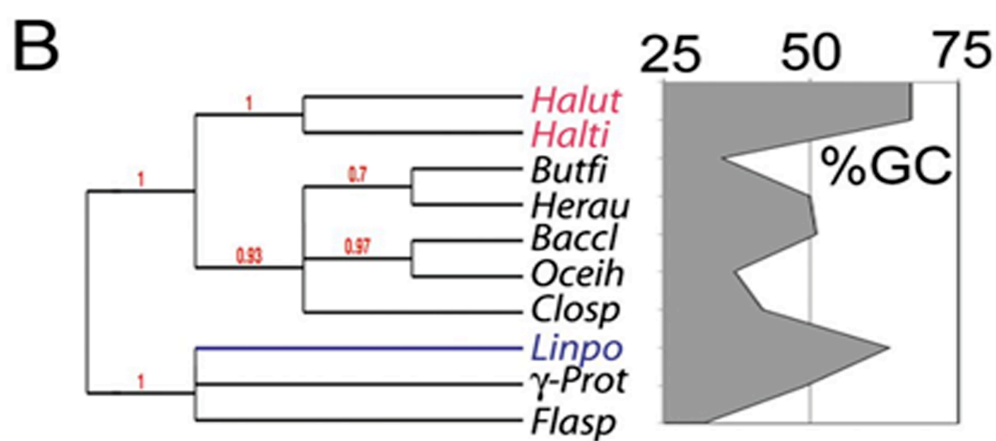 B
25 50 75
1
Halut
Halti
%GC
0.7
Butfi
1
Herau
0.93
0.97
Baccl
Oceih
Closp
Linpo
1
γ-Prot
Flasp